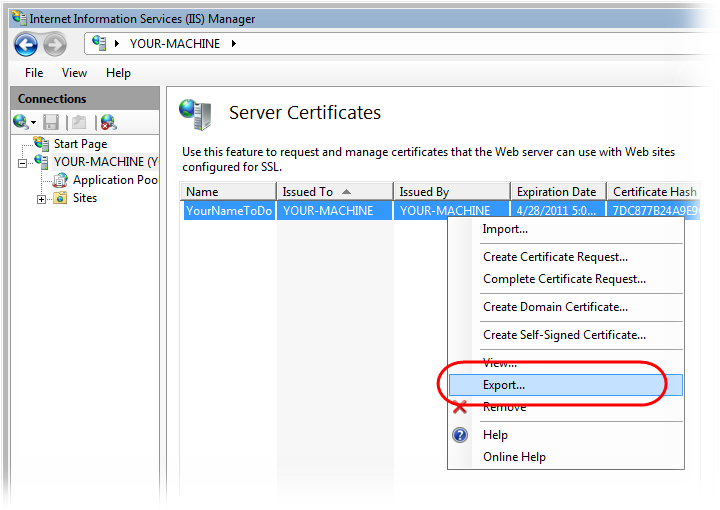 Internet Information Services (IIS) Manager
YOUR-MACHINE
File View Help
Connections
Start Page
YOUR-MACHINE (Y
Application Poo
Sites
Server Certificates
Use this feature to request and manage certificates that the Web server can use with Web sites
configured for SSL.
Name Issued To Issued By Expiration Date Certificate Hash
YourNameToDo YOUR-MACHINE YOUR-MACHINE 4/28/2011 5:0... 7DC877B24A9E9
Import...
Create Certificate Request...
Complete Certificate Request...
Create Domain Certificate...
Create Self-Signed Certificate...
View...
Export...
Remove
Help
Online Help